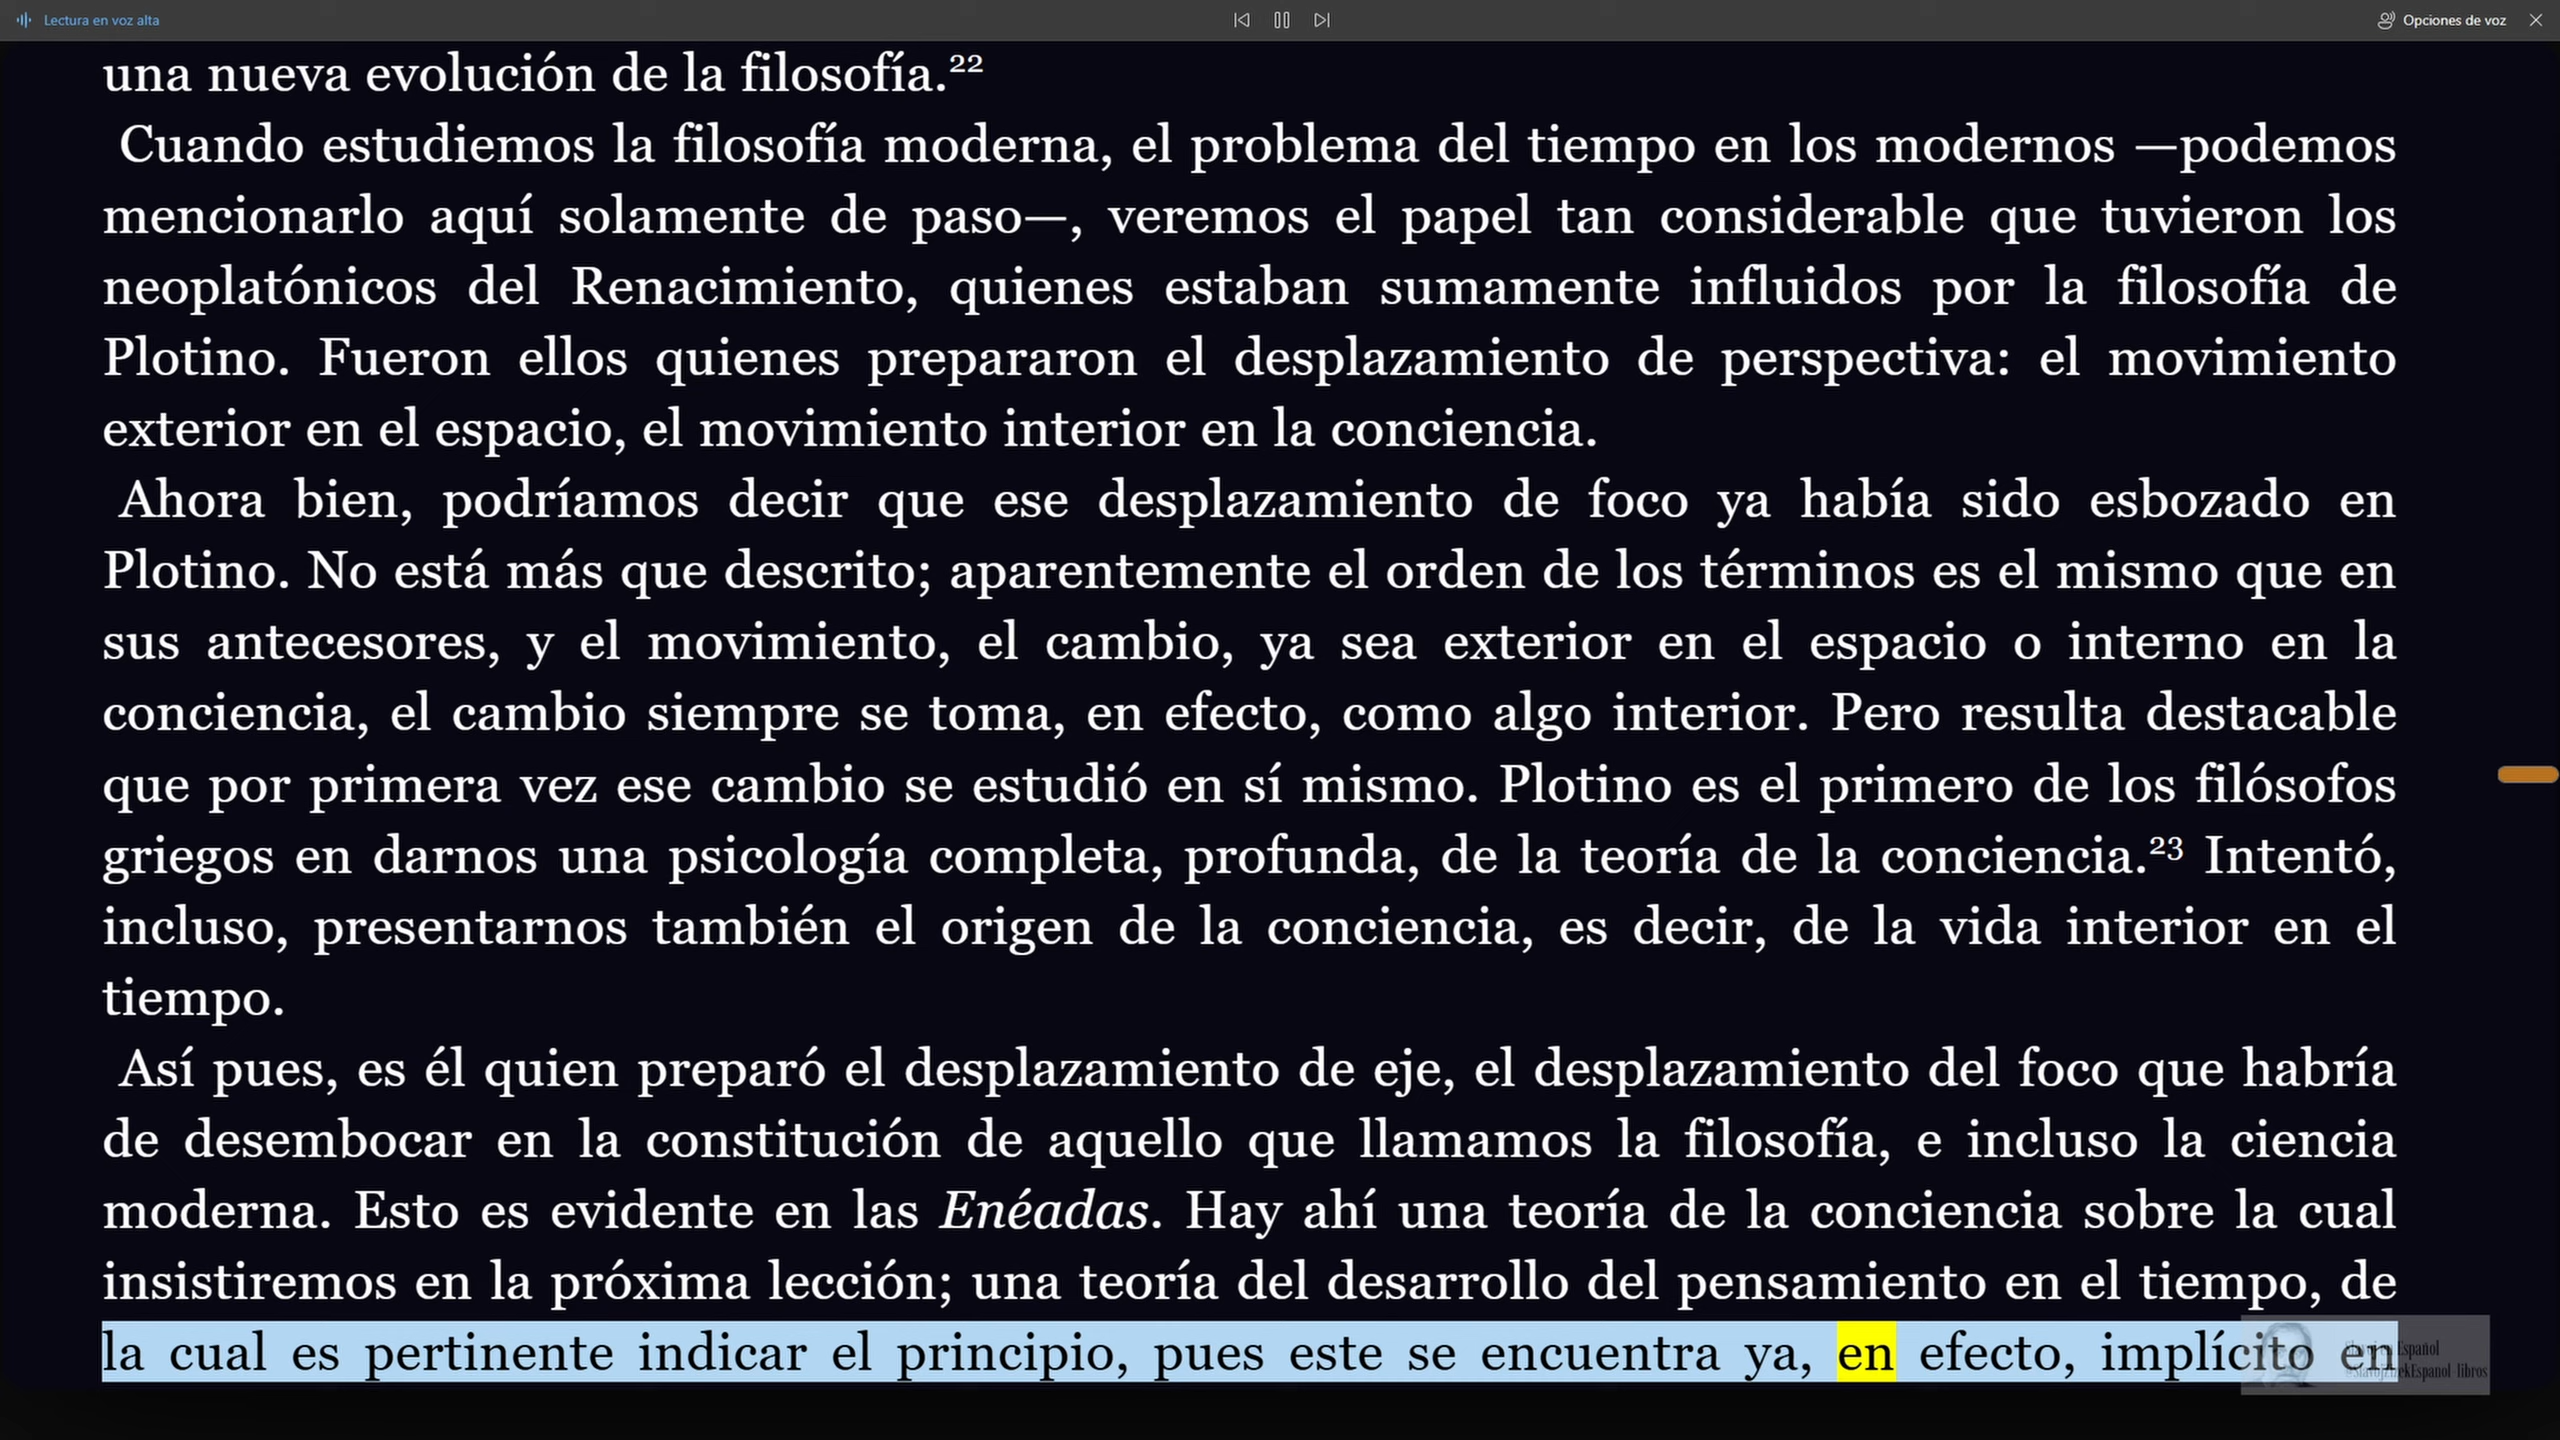 Lectura en voz alta
Opciones de voz
una nueva evolución de la filosofía.²²
Cuando estudiemos la filosofía moderna, el problema del tiempo en los modernos —podemos
mencionarlo aquí solamente de paso—, veremos el papel tan considerable que tuvieron los
neoplatónicos del Renacimiento, quienes estaban sumamente influidos por la filosofía de
Plotino. Fueron ellos quienes prepararon el desplazamiento de perspectiva: el movimiento
exterior en el espacio, el movimiento interior en la conciencia.
Ahora bien, podríamos decir que ese desplazamiento de foco ya había sido esbozado en
Plotino. No está más que descrito; aparentemente el orden de los términos es el mismo que en
sus antecesores, y el movimiento, el cambio, ya sea exterior en el espacio o interno en la
conciencia, el cambio siempre se toma, en efecto, como algo interior. Pero resulta destacable
que por primera vez ese cambio se estudió en sí mismo. Plotino es el primero de los filósofos
griegos en darnos una psicología completa, profunda, de la teoría de la conciencia.²³ Intentó,
incluso, presentarnos también el origen de la conciencia, es decir, de la vida interior en el
tiempo.
Así pues, es él quien preparó el desplazamiento de eje, el desplazamiento del foco que habría
de desembocar en la constitución de aquello que llamamos la filosofía, e incluso la ciencia
moderna. Esto es evidente en las Enéadas. Hay ahí una teoría de la conciencia sobre la cual
insistiremos en la próxima lección; una teoría del desarrollo del pensamiento en el tiempo, de
la cual es pertinente indicar el principio, pues este se encuentra ya, en efecto, implícito en
Español